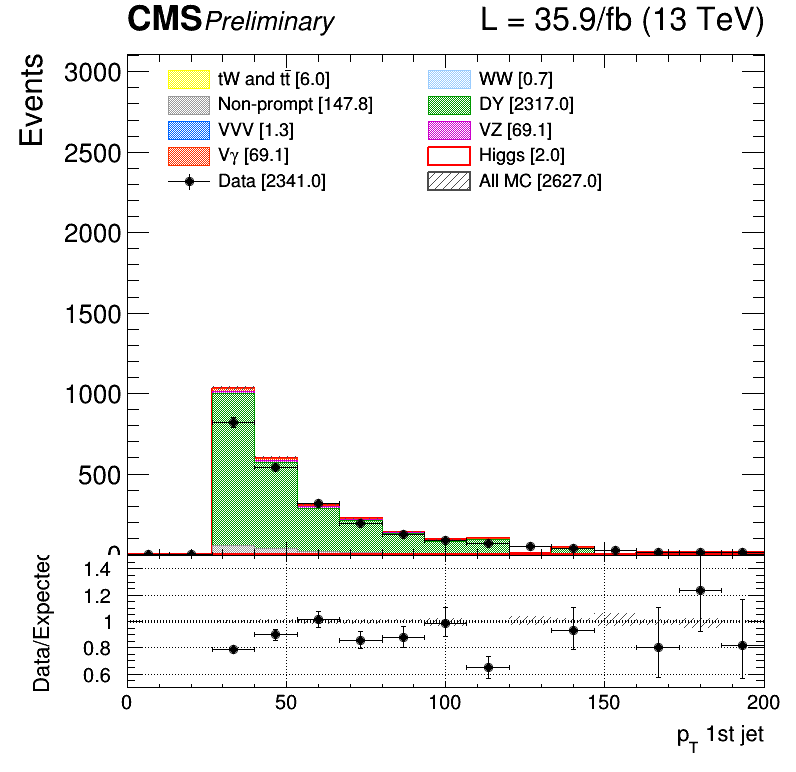 CMS Preliminary L = 35.9/fb (13 TeV)
Events
3000
2500
2000
1500
1000
500
0
tW and tt̄ [6.0]
Non-prompt [147.8]
VVV [1.3]
Vγ [69.1]
Data [2341.0]
WW [0.7]
DY [2317.0]
VZ [69.1]
Higgs [2.0]
All MC [2627.0]
Data/Expected
1.4
1.2
1
0.8
0.6
0 50 100 150 200
p_T 1st jet